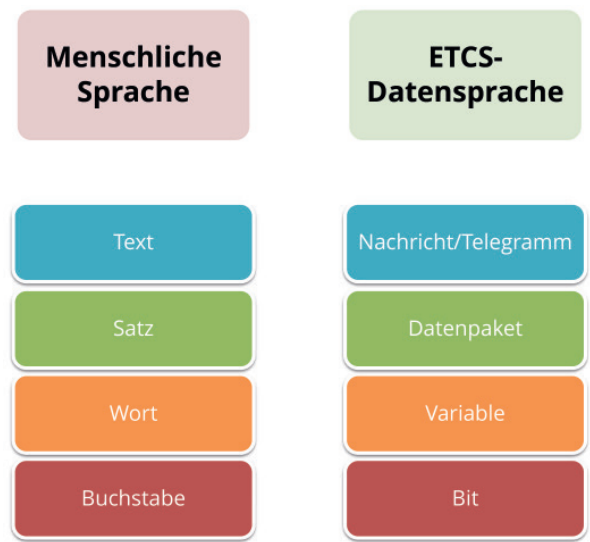 Menschliche
Sprache
ETCS-
Datensprache
Text
Nachricht/Telegramm
Satz
Datenpaket
Wort
Variable
Buchstabe
Bit